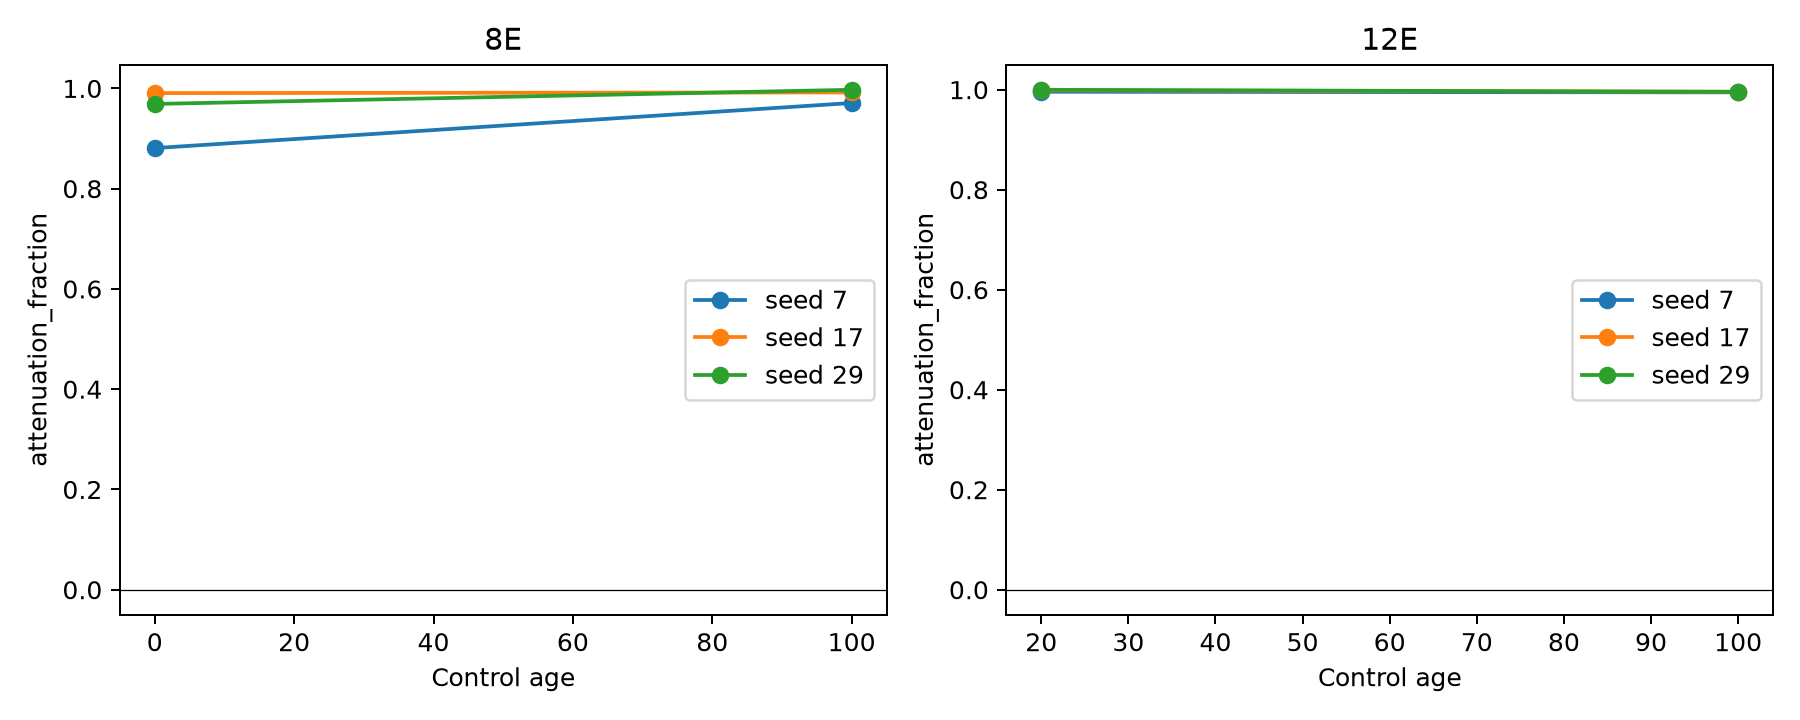 8E
attenuation_fraction
1.0
0.8
0.6
0.4
0.2
0.0
seed 7
seed 17
seed 29
0 20 40 60 80 100
Control age
12E
attenuation_fraction
1.0
0.8
0.6
0.4
0.2
0.0
seed 7
seed 17
seed 29
20 30 40 50 60 70 80 90 100
Control age